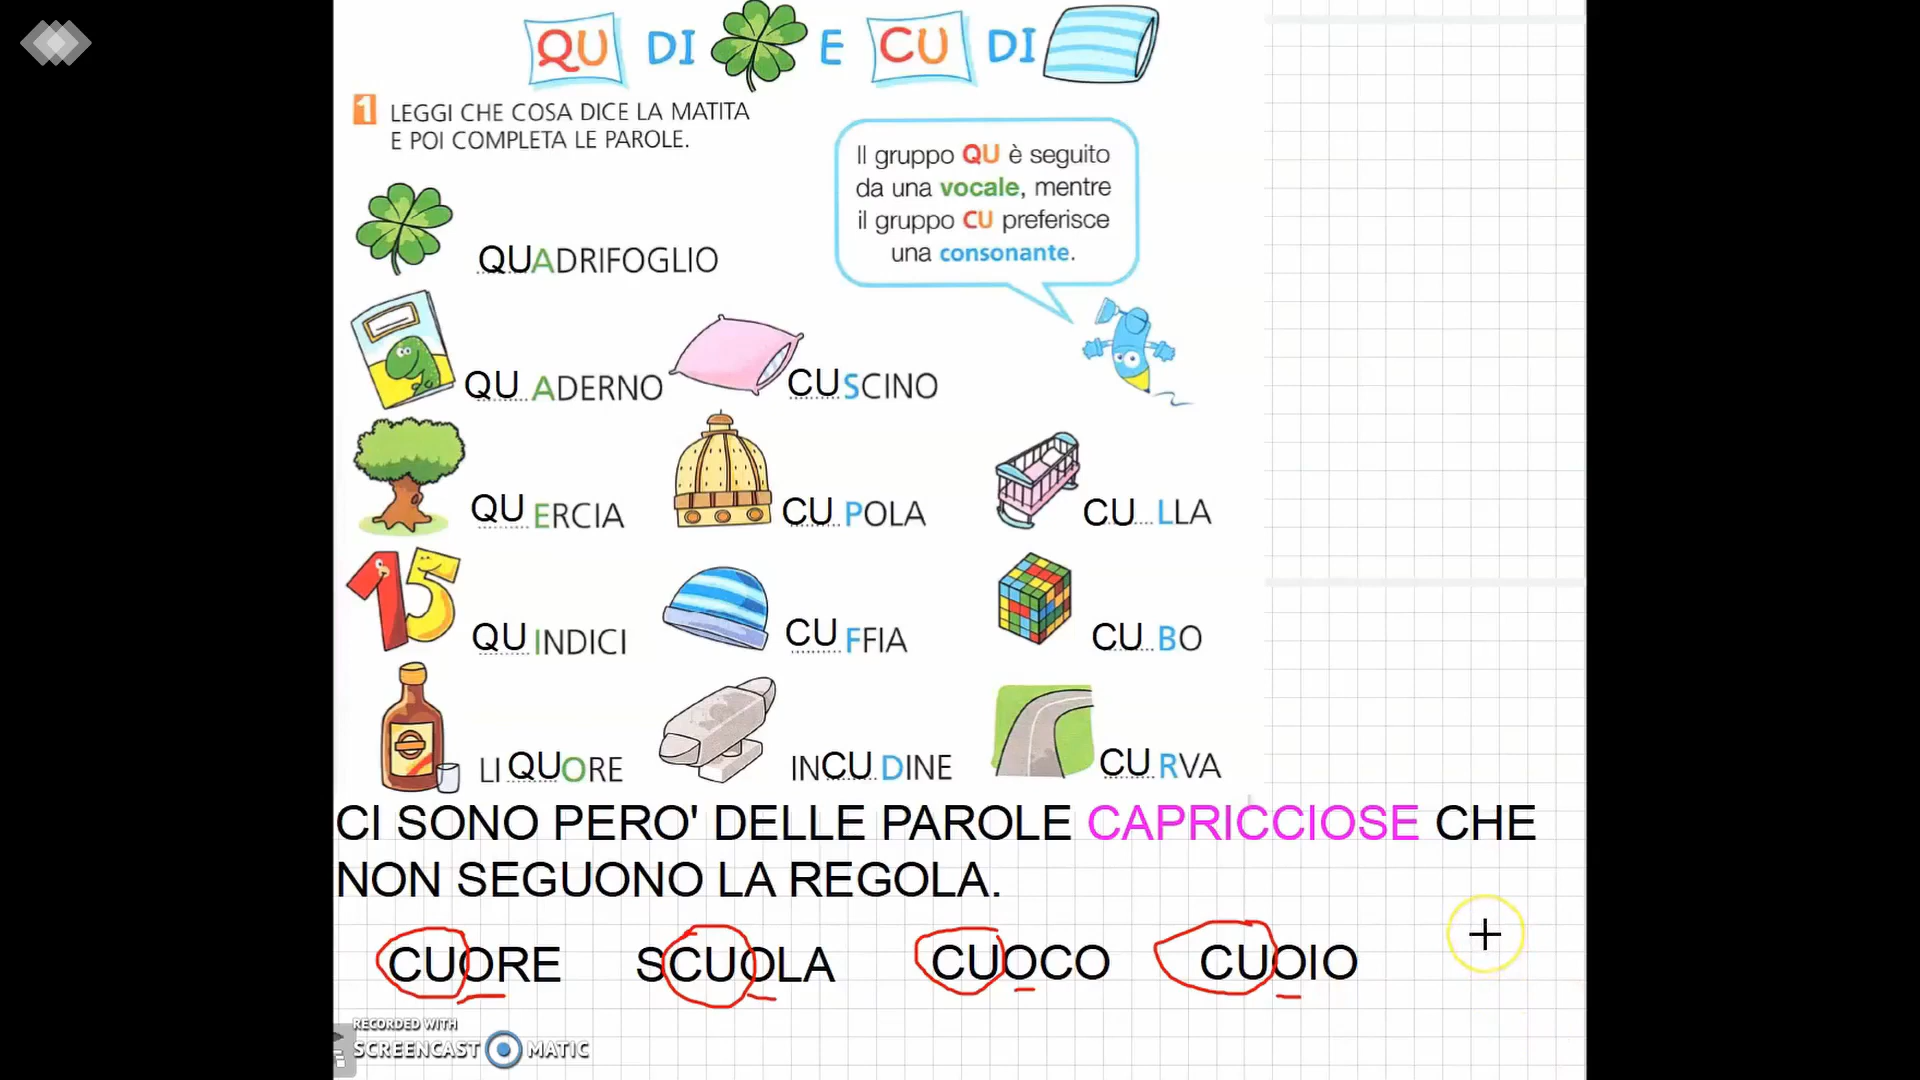 QU DI E CU DI
1 LEGGI CHE COSA DICE LA MATITA
E POI COMPLETA LE PAROLE.
Il gruppo QU è seguito
da una vocale, mentre
il gruppo CU preferisce
una consonante.
QUADRIFOGLIO
QU...ADERNO
CUSCINO
QU...ERCIA
CU...POLA
CU...LLA
15
QU...INDICI
CU...FFIA
CU...BO
LI QUORE
INCU...DINE
CU...RVA
CI SONO PERO' DELLE PAROLE CAPRICCIOSE CHE
NON SEGUONO LA REGOLA.
CUORE SCUOLA CUOCO CUOIO
RECORDED WITH
SCREENCAST MATIC